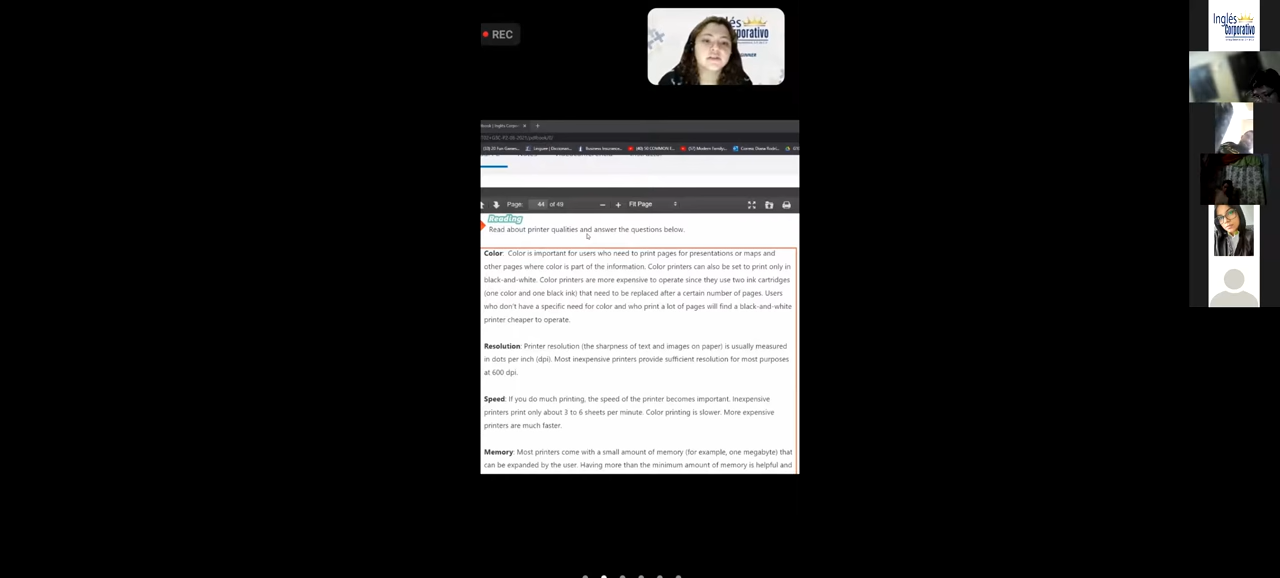 REC
Inglés
Corporativo
Page: 44 of 49
Fit Page
Reading
Read about printer qualities and answer the questions below.
Color: Color is important for users who need to print pages for presentations or maps and
other pages where color is part of the information. Color printers can also be set to print only in
black-and-white. Color printers are more expensive to operate since they use two ink cartridges
(one color and one black ink) that need to be replaced after a certain number of pages. Users
who don't have a specific need for color and who print a lot of pages will find a black-and-white
printer cheaper to operate.
Resolution: Printer resolution (the sharpness of text and images on paper) is usually measured
in dots per inch (dpi). Most inexpensive printers provide sufficient resolution for most purposes
at 600 dpi.
Speed: If you do much printing, the speed of the printer becomes important. Inexpensive
printers print only about 3 to 6 sheets per minute. Color printing is slower. More expensive
printers are much faster.
Memory: Most printers come with a small amount of memory (for example, one megabyte) that
can be expanded by the user. Having more than the minimum amount of memory is helpful and